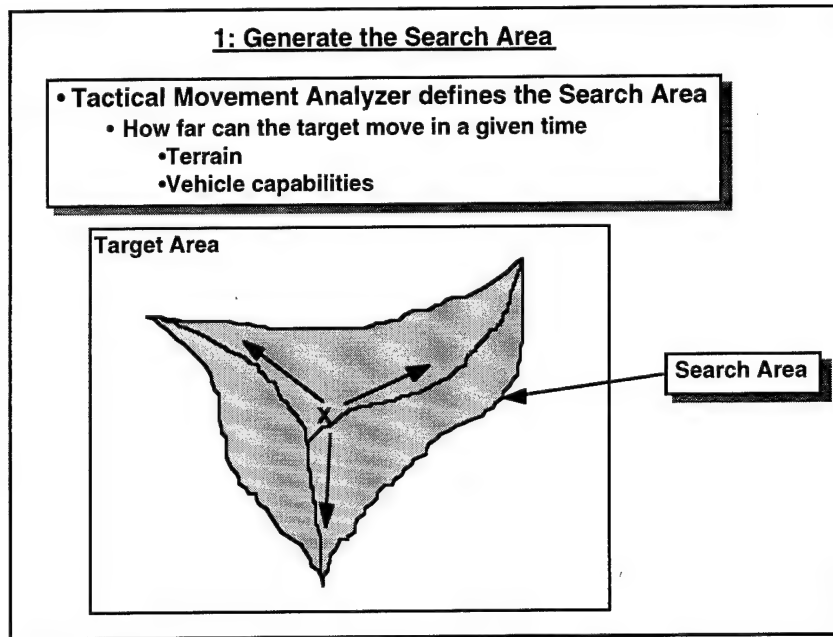 1: Generate the Search Area
• Tactical Movement Analyzer defines the Search Area
• How far can the target move in a given time
•Terrain
•Vehicle capabilities
Target Area
X
Search Area